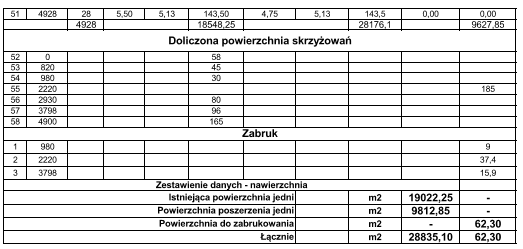 51 4928 28 5,50 5,13 143,50 4,75 5,13 143,5 0,00 0,00
4928 18548,25 28176,1 9627,85
Doliczona powierzchnia skrzyżowań
52 0 58
53 820 45
54 980 30
55 2220 185
56 2930 80
57 3798 96
58 4900 165
Zabruk
1 980 9
2 2220 37,4
3 3798 15,9
Zestawienie danych - nawierzchnia
Istniejąca powierzchnia jedni m2 19022,25 -
Powierzchnia poszerzenia jedni m2 9812,85 -
Powierzchnia do zabrukowania m2 - 62,30
Łącznie m2 28835,10 62,30